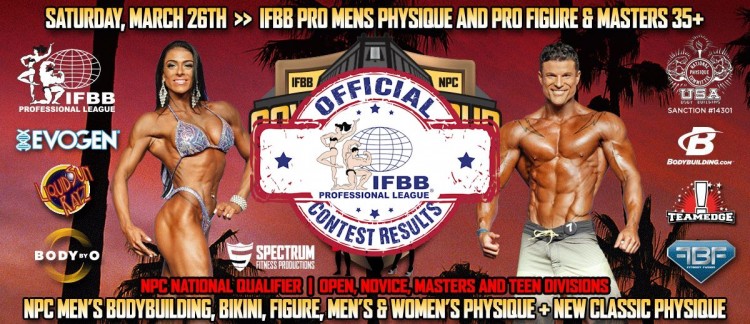 SATURDAY, MARCH 26TH >> IFBB PRO MENS PHYSIQUE AND PRO FIGURE & MASTERS 35+
IFBB
PROFESSIONAL LEAGUE
EVOGEN
BODY BY O
SPECTRUM
FITNESS PRODUCTIONS
IFBB
NPC
OFFICIAL
IFBB
PROFESSIONAL LEAGUE
CONTEST RESULTS
NATIONAL PHYSIQUE COMMITTEE
USA
SANCTION #14301
BODYBUILDING.COM
TEAMEDGE
FBF
7
NPC NATIONAL QUALIFIER | OPEN, NOVICE, MASTERS AND TEEN DIVISIONS
NPC MEN'S BODYBUILDING, BIKINI, FIGURE, MEN'S & WOMEN'S PHYSIQUE + NEW CLASSIC PHYSIQUE